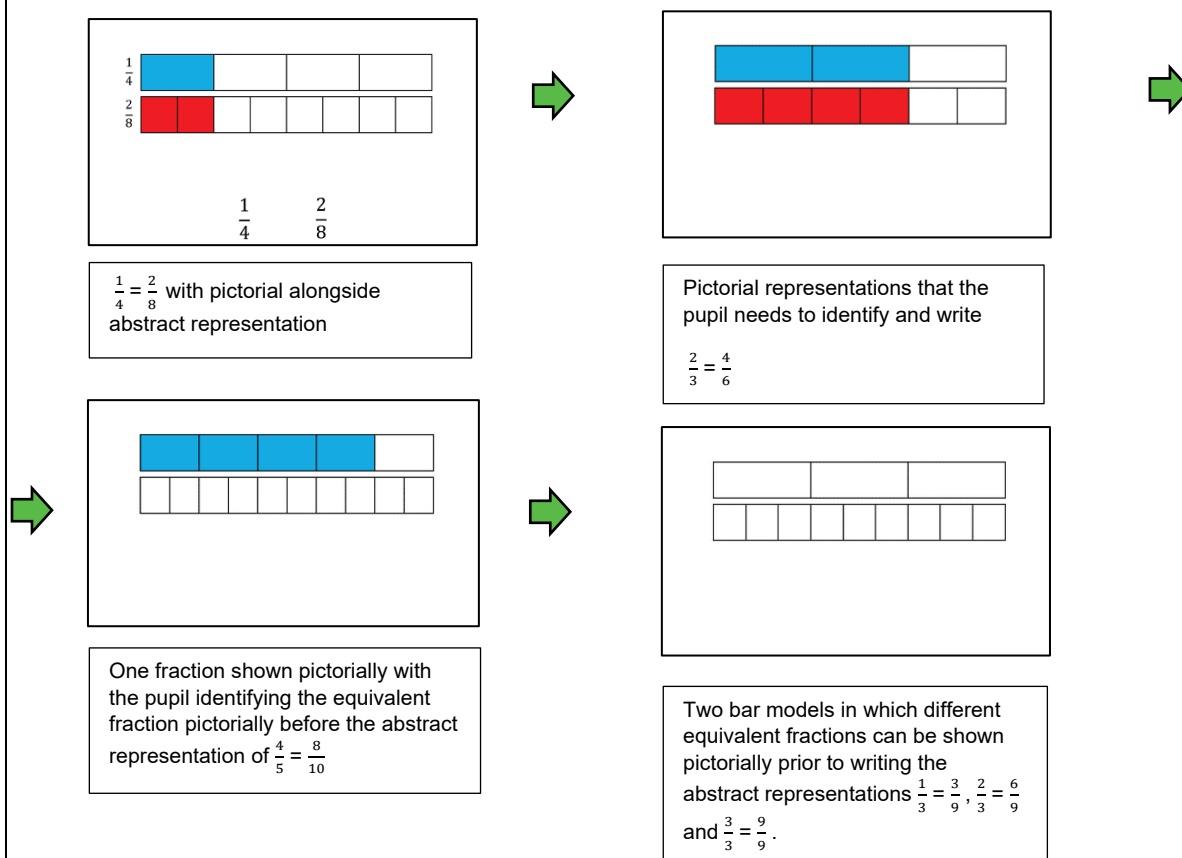 1/4
2/8
1/4 2/8
1/4 = 2/8 with pictorial alongside
abstract representation
Pictorial representations that the
pupil needs to identify and write
2/3 = 4/6
One fraction shown pictorially with
the pupil identifying the equivalent
fraction pictorially before the abstract
representation of 4/5 = 8/10
Two bar models in which different
equivalent fractions can be shown
pictorially prior to writing the
abstract representations 1/3 = 3/9 , 2/3 = 6/9
and 3/3 = 9/9 .